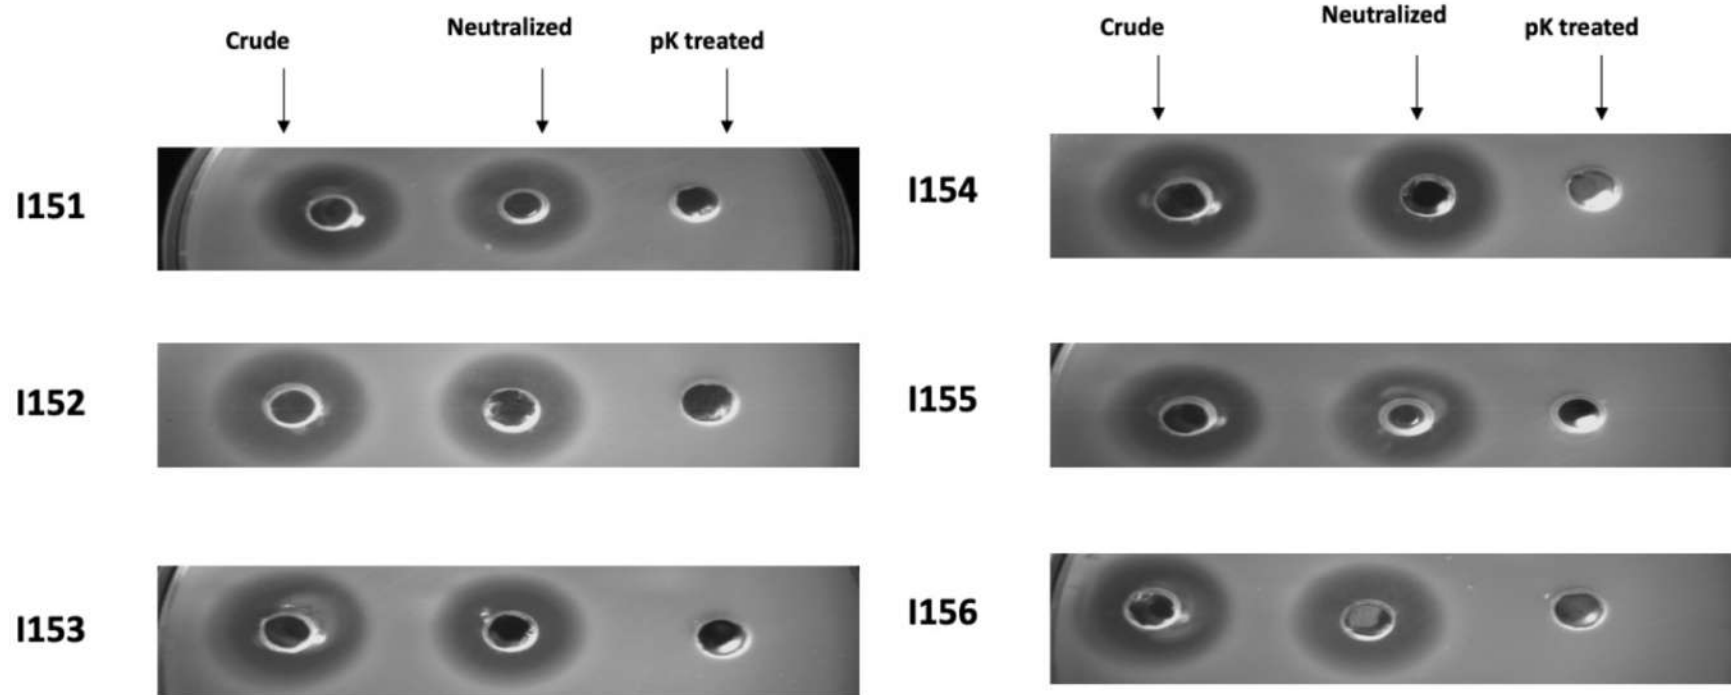 Crude Neutralized pK treated
I151
I152
I153
Crude Neutralized pK treated
I154
I155
I156